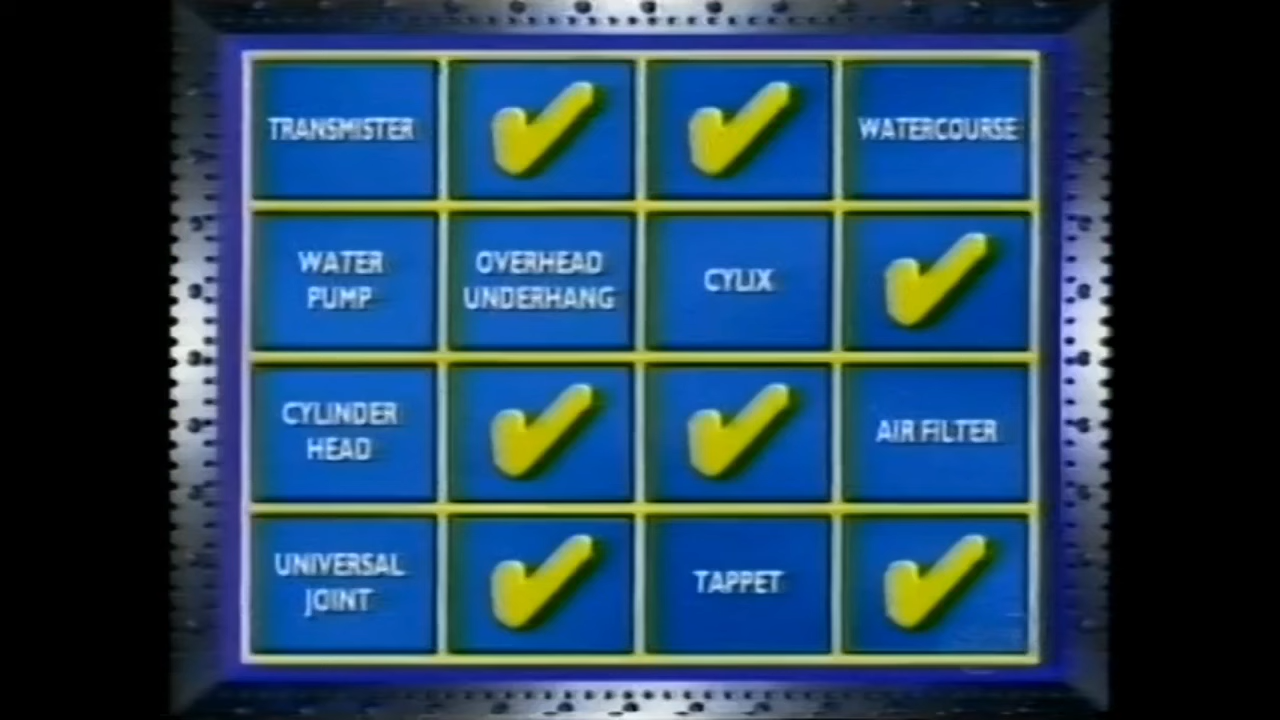 TRANSMISTER
WATERCOURSE
WATER
PUMP
OVERHEAD
UNDERHANG
CYLIX
CYLINDER
HEAD
AIR FILTER
UNIVERSAL
JOINT
TAPPET